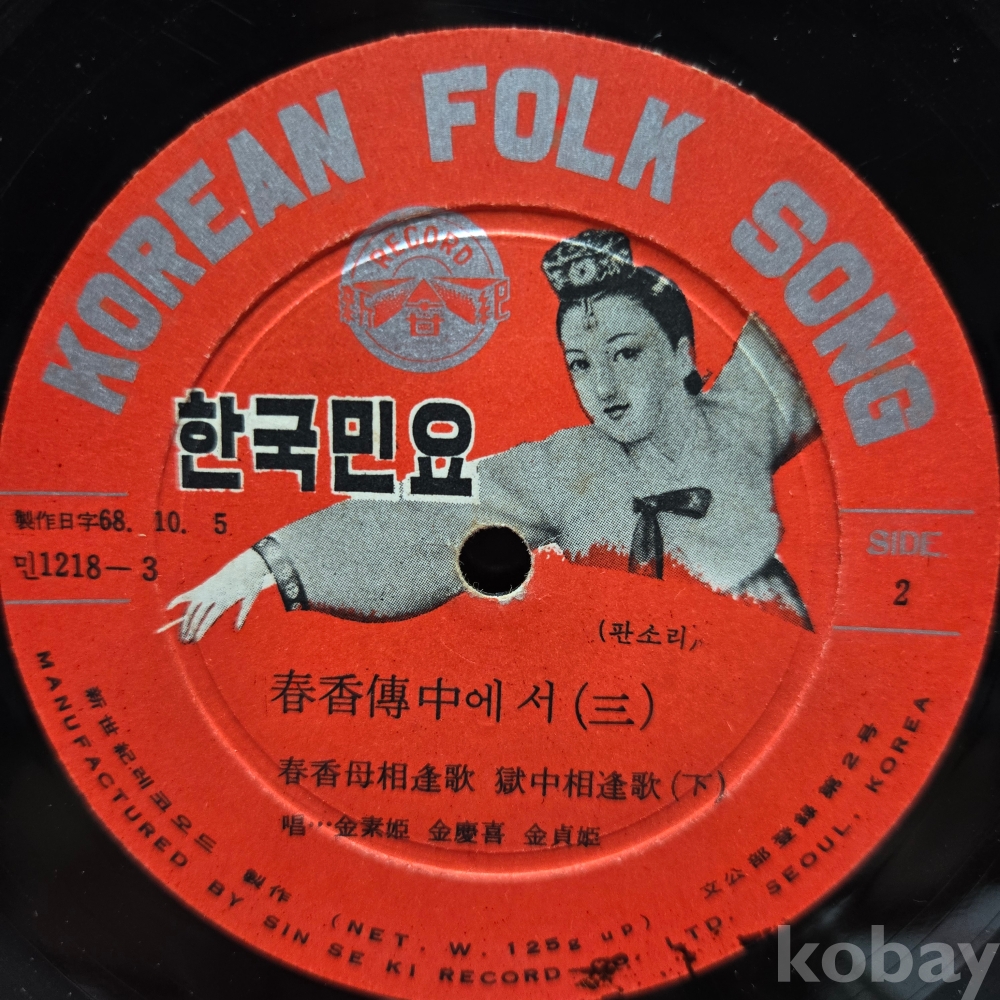 KOREAN FOLK SONG
RECORD
新世紀
한국민요
製作日字68. 10. 5
민1218－3
SIDE
2
(판소리)
春香傳中에서(三)
春香母相逢歌 獄中相逢歌(下)
唱…金素姬 金慶喜 金貞姬
新世紀레코오드 製作 (NET. W. 125g up) 文公部登録第2号
MANUFACTURED BY SIN SE KI RECORD CO. LTD. SEOUL, KOREA
kobay